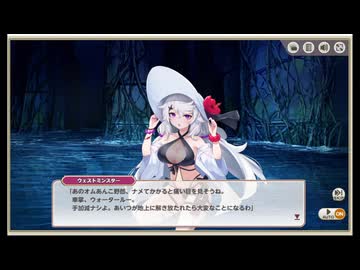 ウェストミンスター
「あのオムあんこ野郎、ナメてかかると痛い目を見そうね。
車掌、ウォータールー。
手加減ナシよ、あいつが地上に解き放たれたら大変なことになるわ」
SKIP
AUTO ON